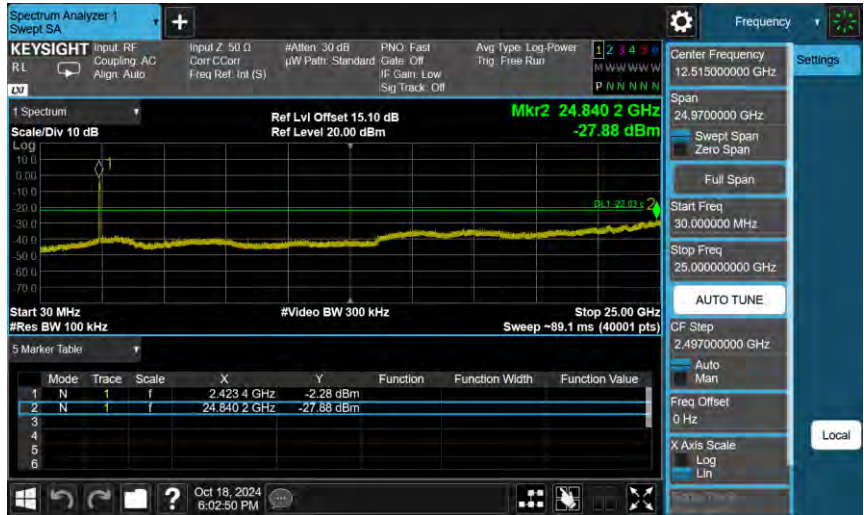 Spectrum Analyzer 1
Swept SA
+
Frequency
KEYSIGHT
RL
LXI
Input: RF
Coupling: AC
Align: Auto
Input Z: 50 Ω
Corr CCorr
Freq Ref: Int (S)
#Atten: 30 dB
µW Path: Standard
PNO: Fast
Gate: Off
IF Gain: Low
Sig Track: Off
Avg Type: Log-Power
Trig: Free Run
1 2 3 4 5 6
M W W W W W
P N N N N N
1 Spectrum
Scale/Div 10 dB
Ref Lvl Offset 15.10 dB
Ref Level 20.00 dBm
Mkr2 24.840 2 GHz
-27.88 dBm
Log
10.0
0.00
-10.0
-20.0
-30.0
-40.0
-50.0
-60.0
-70.0
1
2
Start 30 MHz
#Res BW 100 kHz
#Video BW 300 kHz
Stop 25.00 GHz
Sweep ~89.1 ms (40001 pts)
5 Marker Table
Mode Trace Scale X Y Function Function Width Function Value
1 N 1 f 2.423 4 GHz -2.28 dBm
2 N 1 f 24.840 2 GHz -27.88 dBm
3
4
5
6
?
Oct 18, 2024
6:02:50 PM
Center Frequency
12.515000000 GHz
Span
24.9700000 GHz
Swept Span
Zero Span
Full Span
Start Freq
30.000000 MHz
Stop Freq
25.000000000 GHz
AUTO TUNE
CF Step
2.497000000 GHz
Auto
Man
Freq Offset
0 Hz
X Axis Scale
Log
Lin
Settings
Local